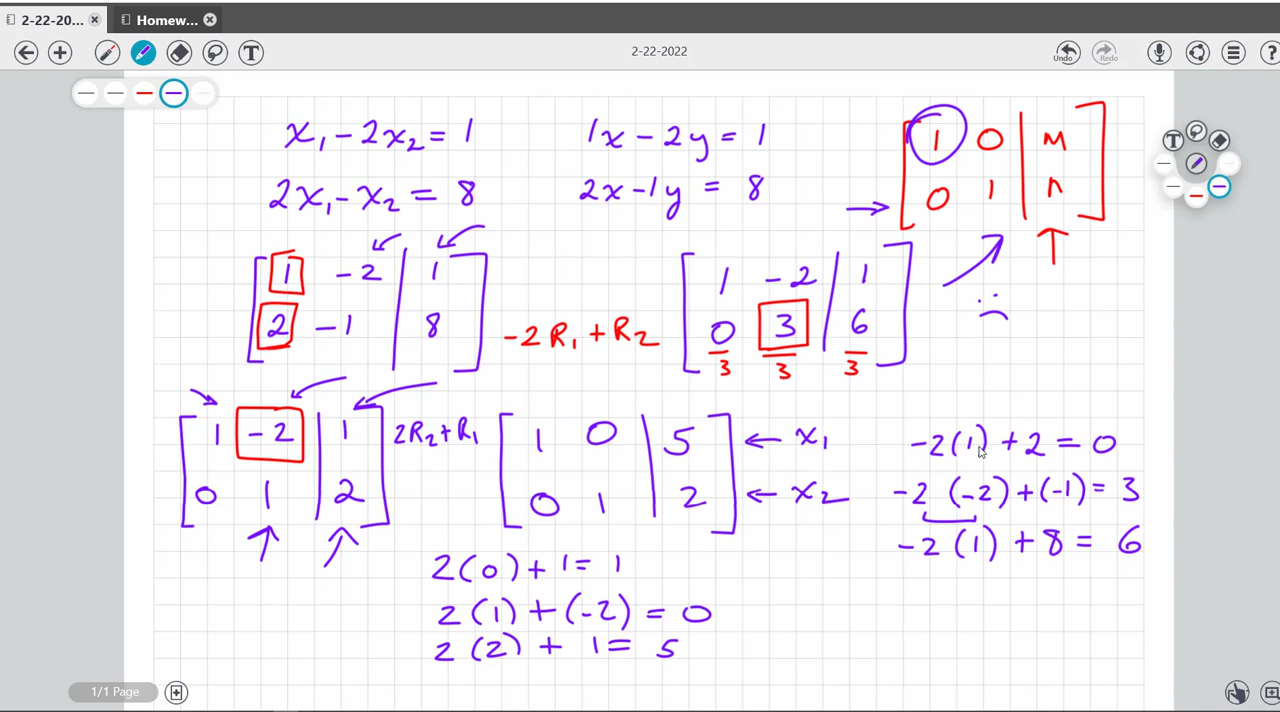 2-22-20...
Homew...
2-22-2022
Undo
Redo
?
T
T
x₁ - 2x₂ = 1
1x - 2y = 1
2x₁ - x₂ = 8
2x - 1y = 8
1 0 | m
→ 0 1 | n
1 -2 | 1
2 -1 | 8
-2R₁ + R₂
1 -2 | 1
0 3 | 6
3 3 3
1 -2 | 1
0 1 | 2
2R₂+R₁
1 0 | 5 ← x₁
0 1 | 2 ← x₂
-2(1) + 2 = 0
-2 (-2) + (-1) = 3
-2 (1) + 8 = 6
2(0) + 1 = 1
2(1) + (-2) = 0
2(2) + 1 = 5
1/1 Page